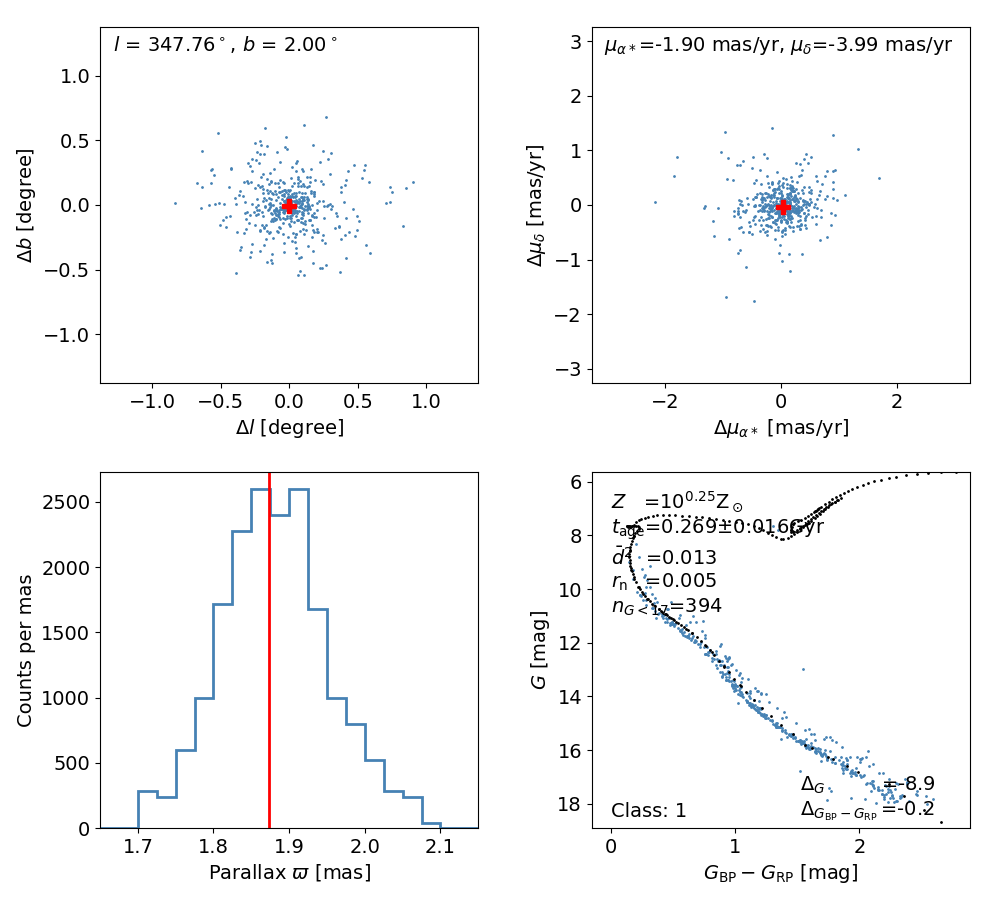 l = 347.76°, b = 2.00°
1.0
0.5
0.0
−0.5
−1.0
Δb [degree]
−1.0 −0.5 0.0 0.5 1.0
Δl [degree]
μα*=-1.90 mas/yr, μδ=-3.99 mas/yr
3
2
1
0
−1
−2
−3
Δμδ [mas/yr]
−2 0 2
Δμα* [mas/yr]
2500
2000
1500
1000
500
0
Counts per mas
1.7 1.8 1.9 2.0 2.1
Parallax ϖ [mas]
Z =10^0.25 Z⊙
t_age=0.269±0.016Gyr
d̄² =0.013
r_n =0.005
n_G<17=394
6
8
10
12
14
16
18
G [mag]
Δ_G =-8.9
Δ_G_BP−G_RP =-0.2
Class: 1
0 1 2
G_BP − G_RP [mag]